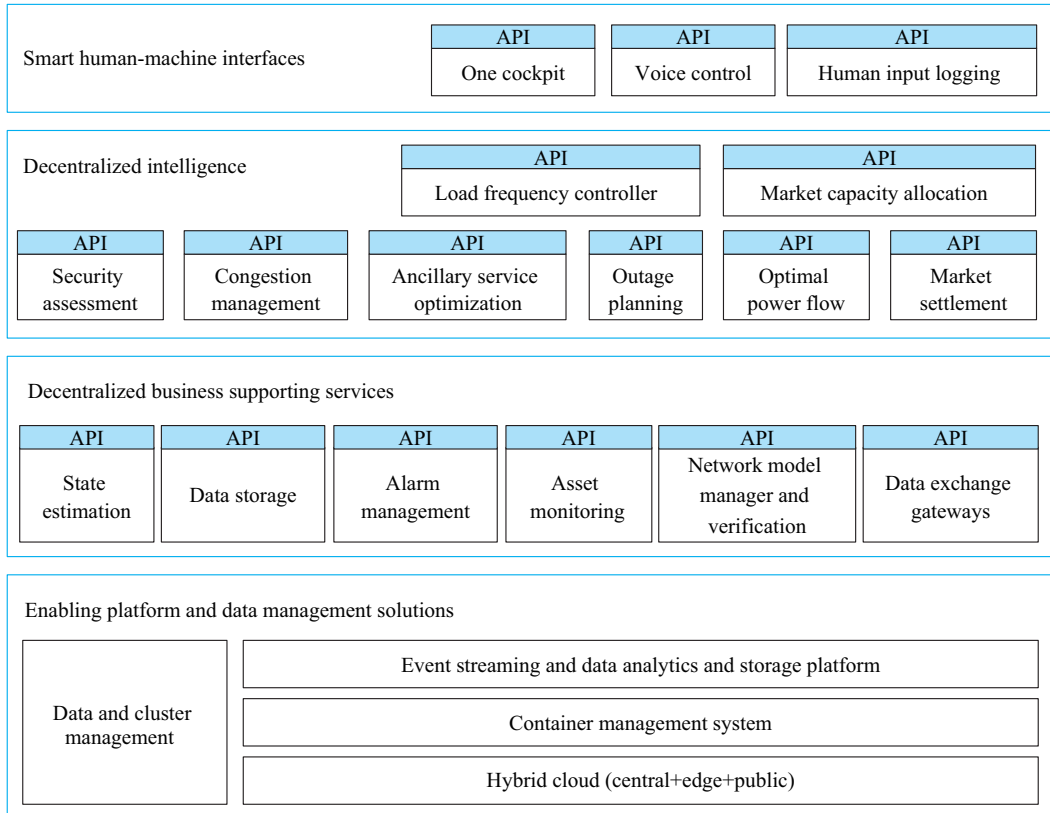 Smart human-machine interfaces
API
One cockpit
API
Voice control
API
Human input logging
Decentralized intelligence
API
Load frequency controller
API
Market capacity allocation
API
Security
assessment
API
Congestion
management
API
Ancillary service
optimization
API
Outage
planning
API
Optimal
power flow
API
Market
settlement
Decentralized business supporting services
API
State
estimation
API
Data storage
API
Alarm
management
API
Asset
monitoring
API
Network model
manager and
verification
API
Data exchange
gateways
Enabling platform and data management solutions
Data and cluster
management
Event streaming and data analytics and storage platform
Container management system
Hybrid cloud (central+edge+public)